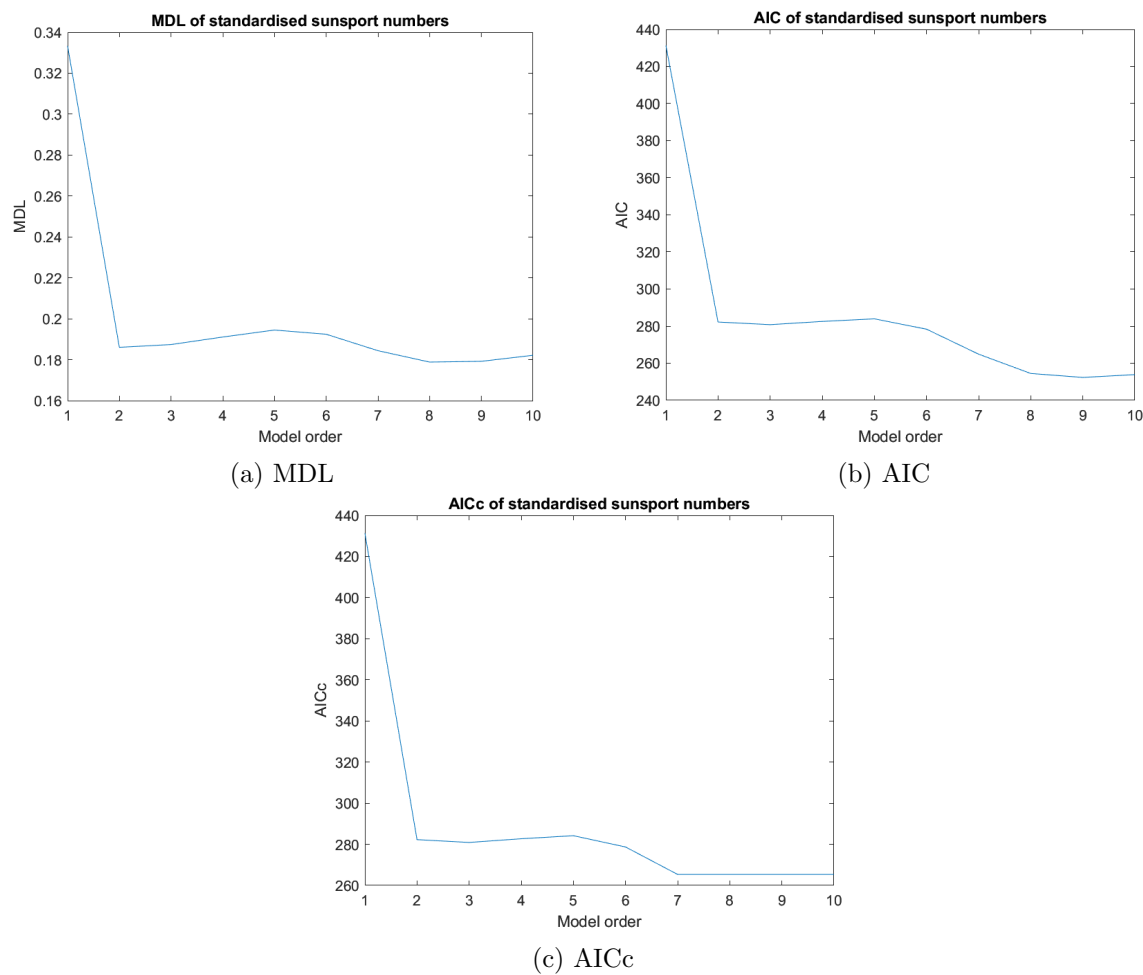 MDL of standardised sunsport numbers
0.34
0.32
0.3
0.28
0.26
0.24
0.22
0.2
0.18
0.16
MDL
1 2 3 4 5 6 7 8 9 10
Model order
(a) MDL
AIC of standardised sunsport numbers
440
420
400
380
360
340
320
300
280
260
240
AIC
1 2 3 4 5 6 7 8 9 10
Model order
(b) AIC
AICc of standardised sunsport numbers
440
420
400
380
360
340
320
300
280
260
AICc
1 2 3 4 5 6 7 8 9 10
Model order
(c) AICc